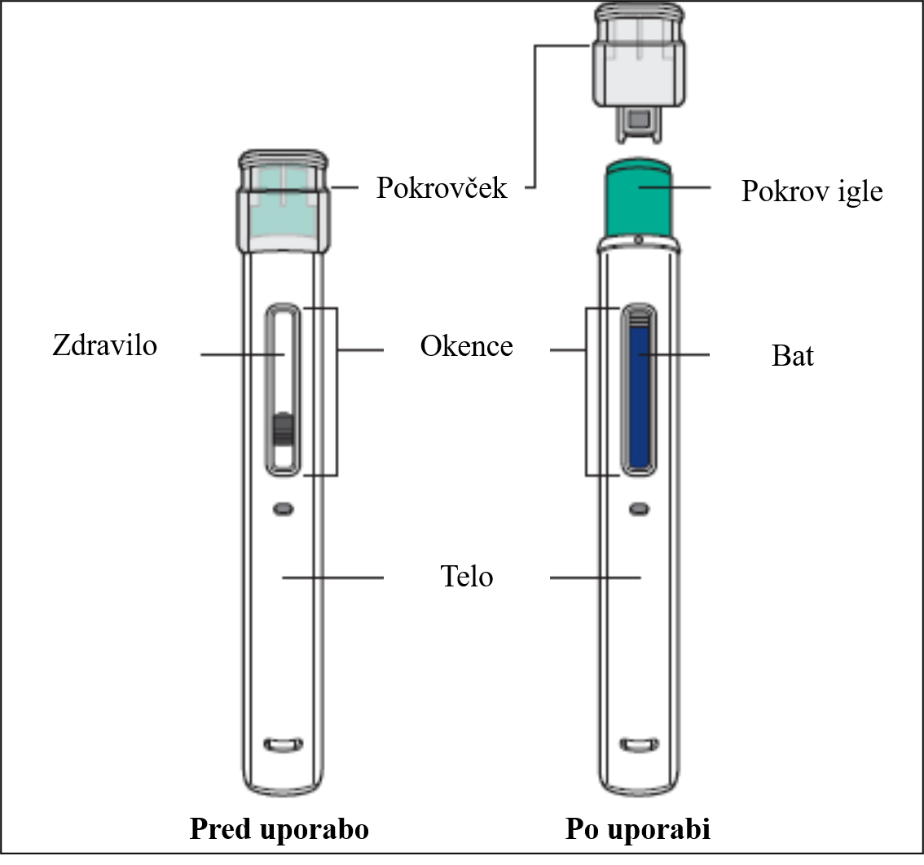 Pokrovček
Pokrov igle
Zdravilo
Okence
Bat
Telo
Pred uporabo
Po uporabi